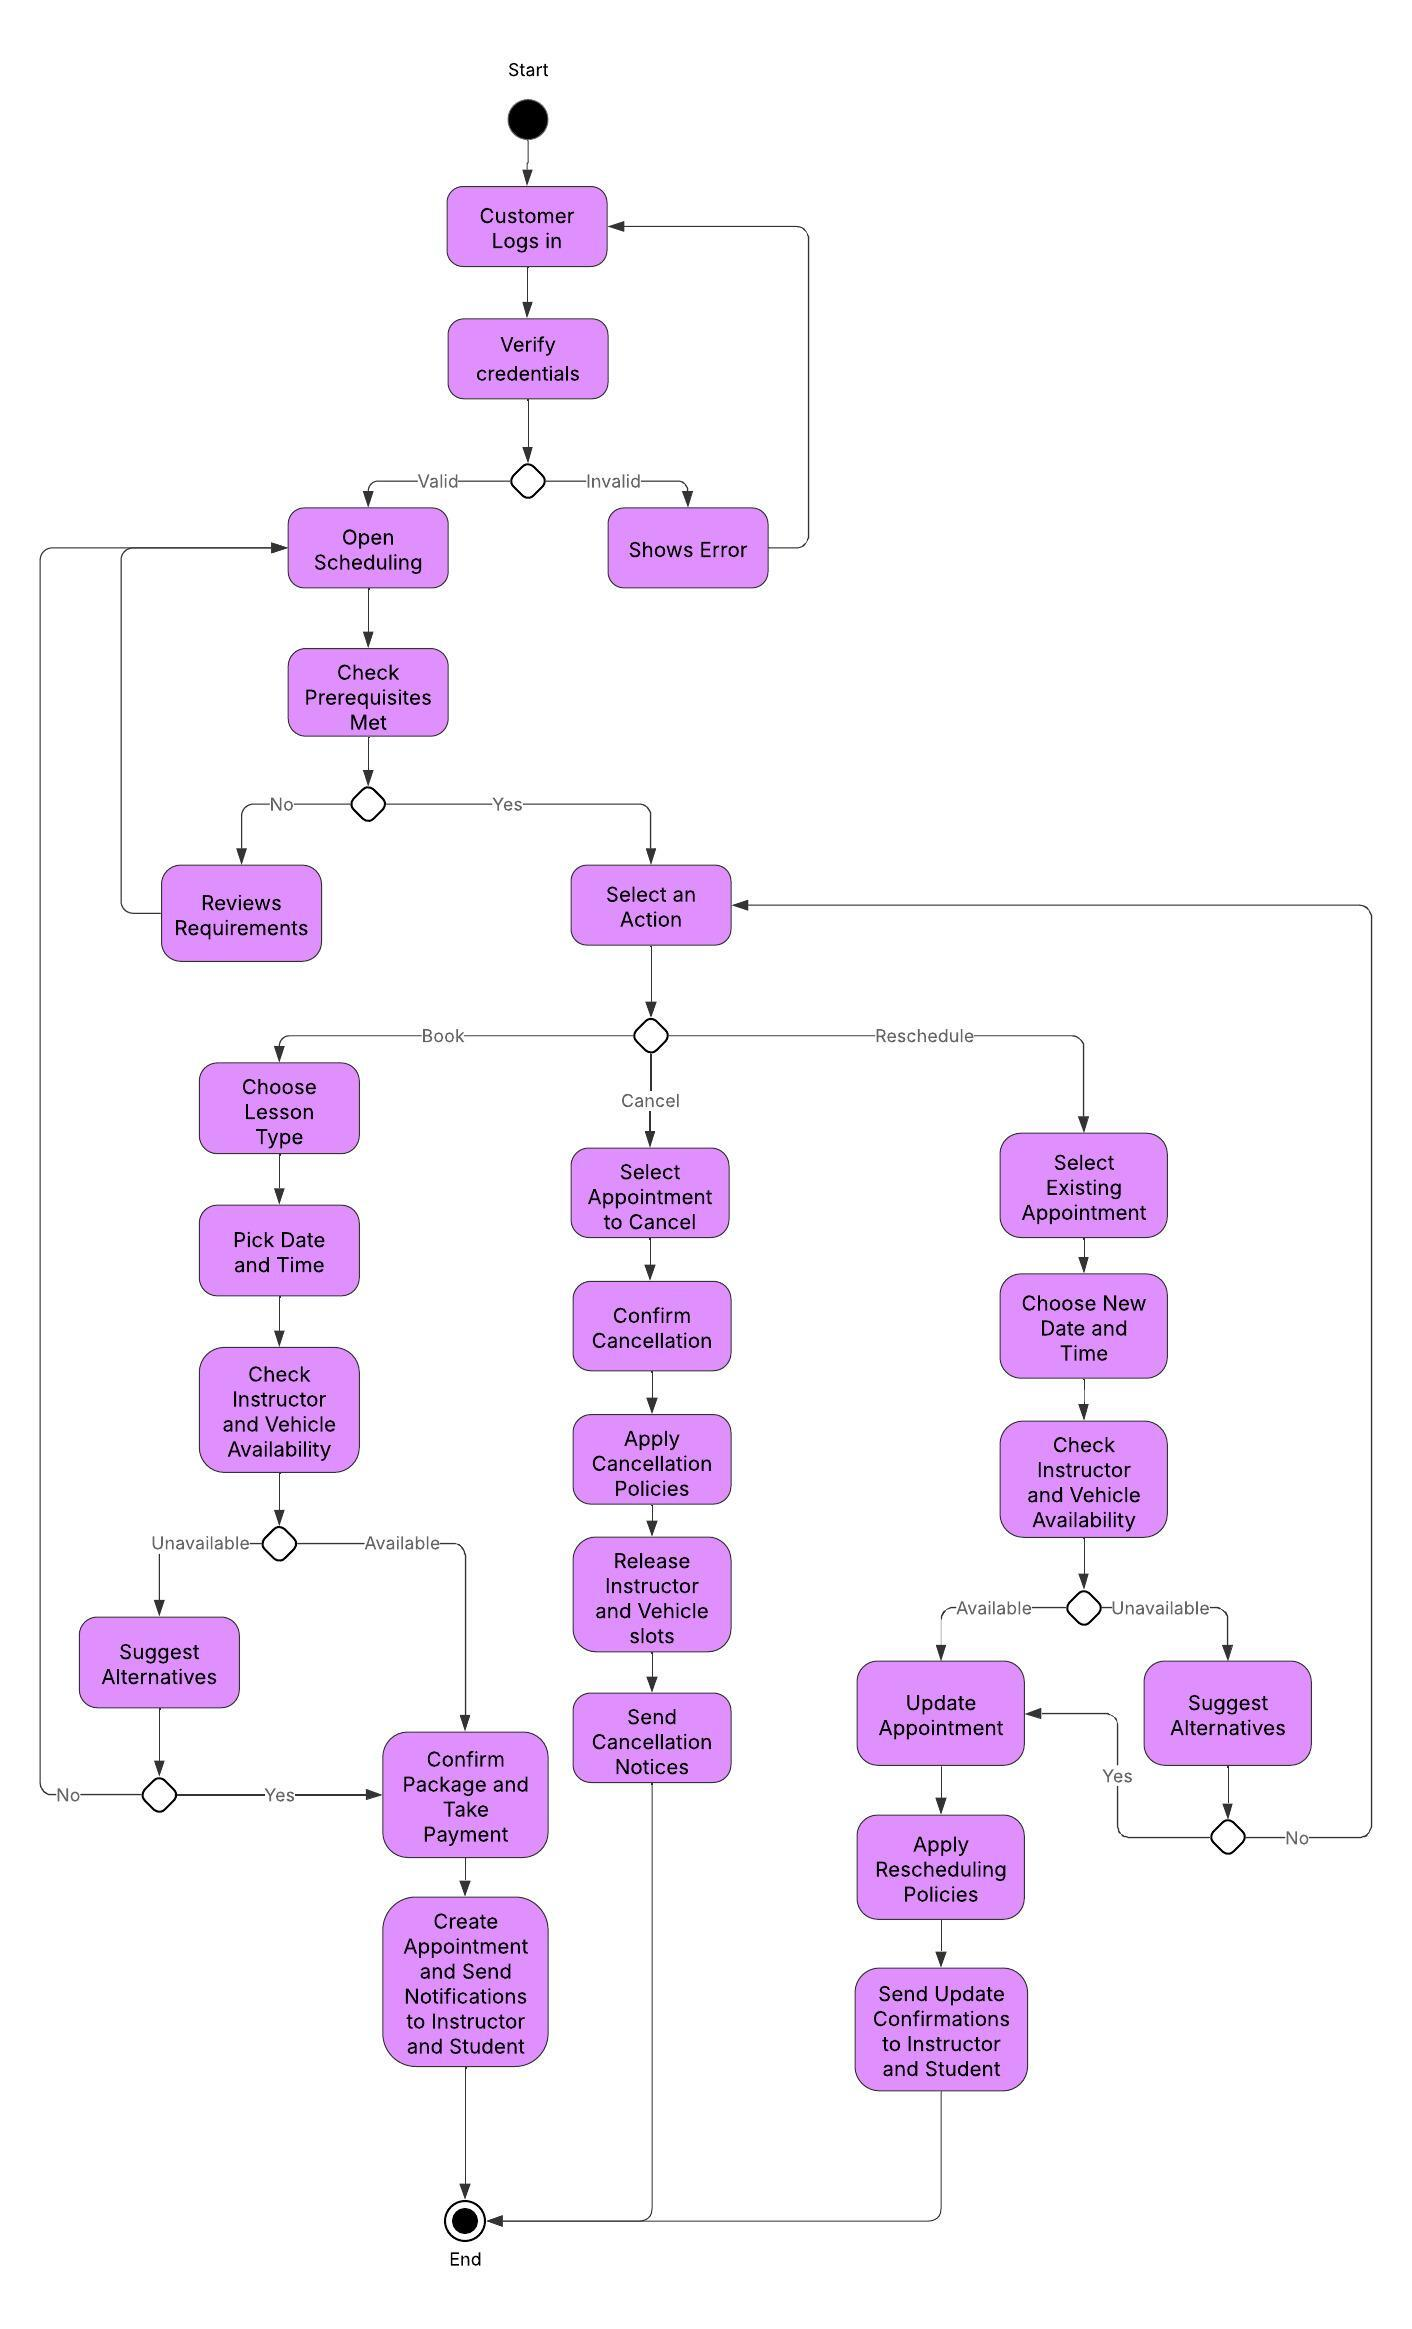 Start
Customer
Logs in
Verify
credentials
Valid
Invalid
Open
Scheduling
Shows Error
Check
Prerequisites
Met
No
Yes
Reviews
Requirements
Select an
Action
Book
Reschedule
Cancel
Choose
Lesson
Type
Pick Date
and Time
Check
Instructor
and Vehicle
Availability
Unavailable
Available
Suggest
Alternatives
No
Yes
Confirm
Package and
Take
Payment
Create
Appointment
and Send
Notifications
to Instructor
and Student
Select
Appointment
to Cancel
Confirm
Cancellation
Apply
Cancellation
Policies
Release
Instructor
and Vehicle
slots
Send
Cancellation
Notices
Select
Existing
Appointment
Choose New
Date and
Time
Check
Instructor
and Vehicle
Availability
Available
Unavailable
Update
Appointment
Suggest
Alternatives
Yes
No
Apply
Rescheduling
Policies
Send Update
Confirmations
to Instructor
and Student
End